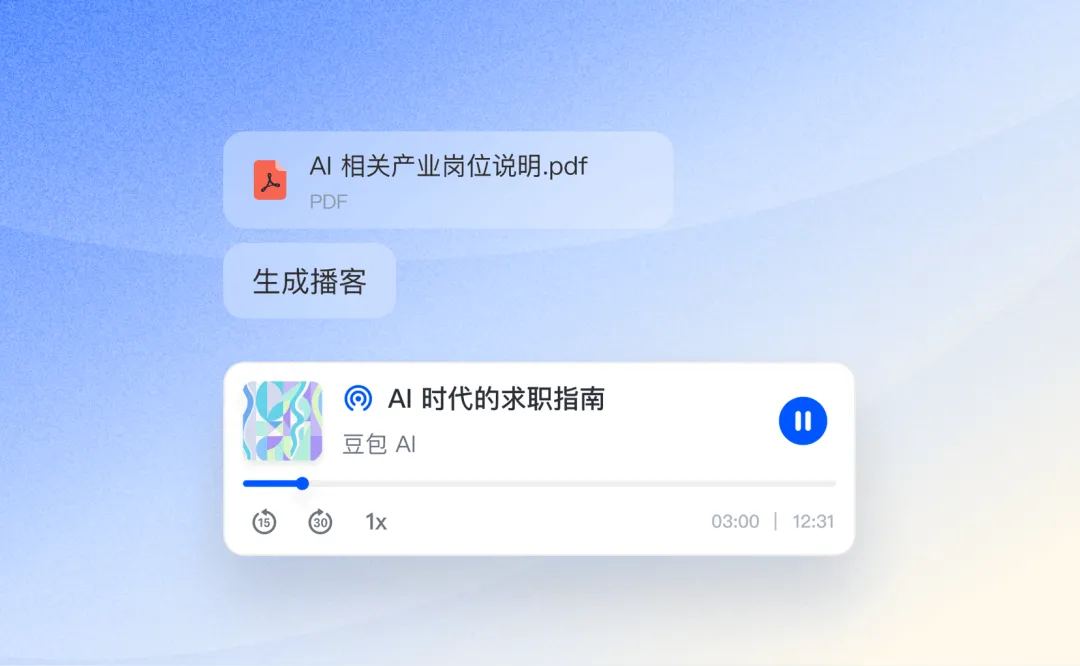 AI 相关产业岗位说明.pdf
PDF
生成播客
AI 时代的求职指南
豆包 AI
15 30 1x 03:00 | 12:31